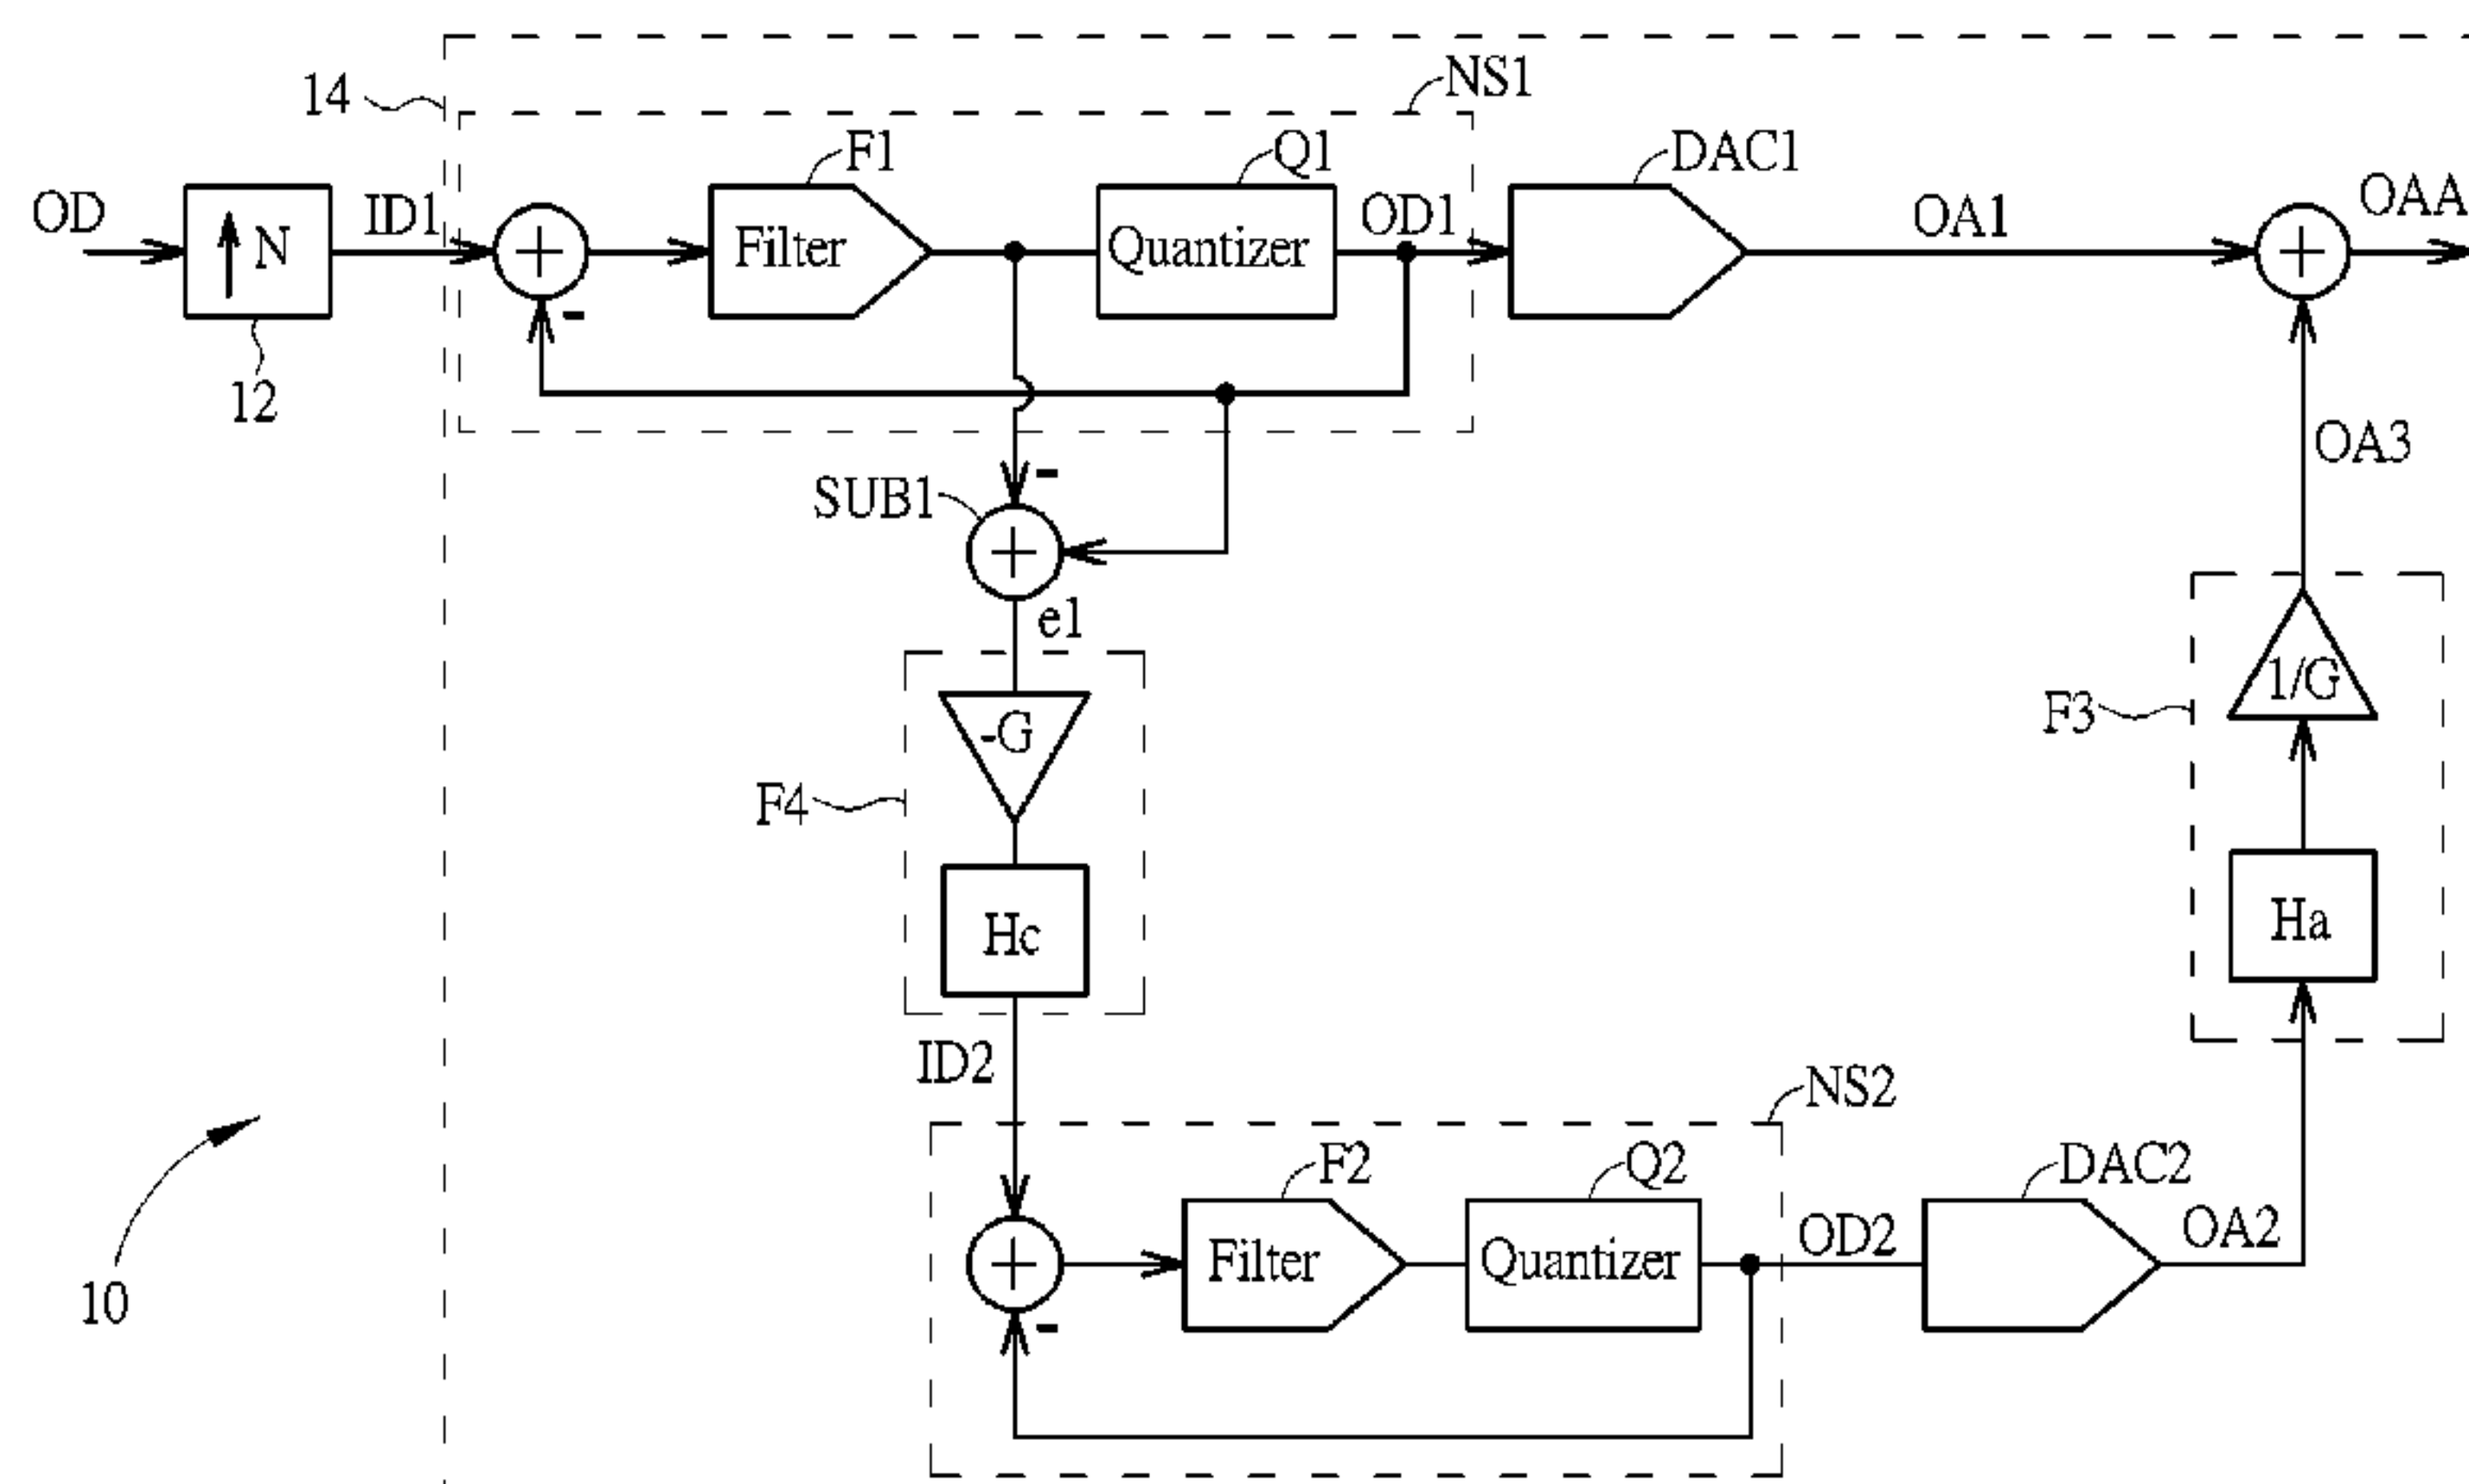 14
NS1
F1
Q1
DAC1
OD
↑ N
ID1
+
Filter
Quantizer
OD1
OA1
+
OAA
-
12
-
SUB1
+
e1
OA3
-G
F4
1/G
F3
Hc
Ha
ID2
NS2
F2
Q2
DAC2
+
Filter
Quantizer
OD2
OA2
-
10